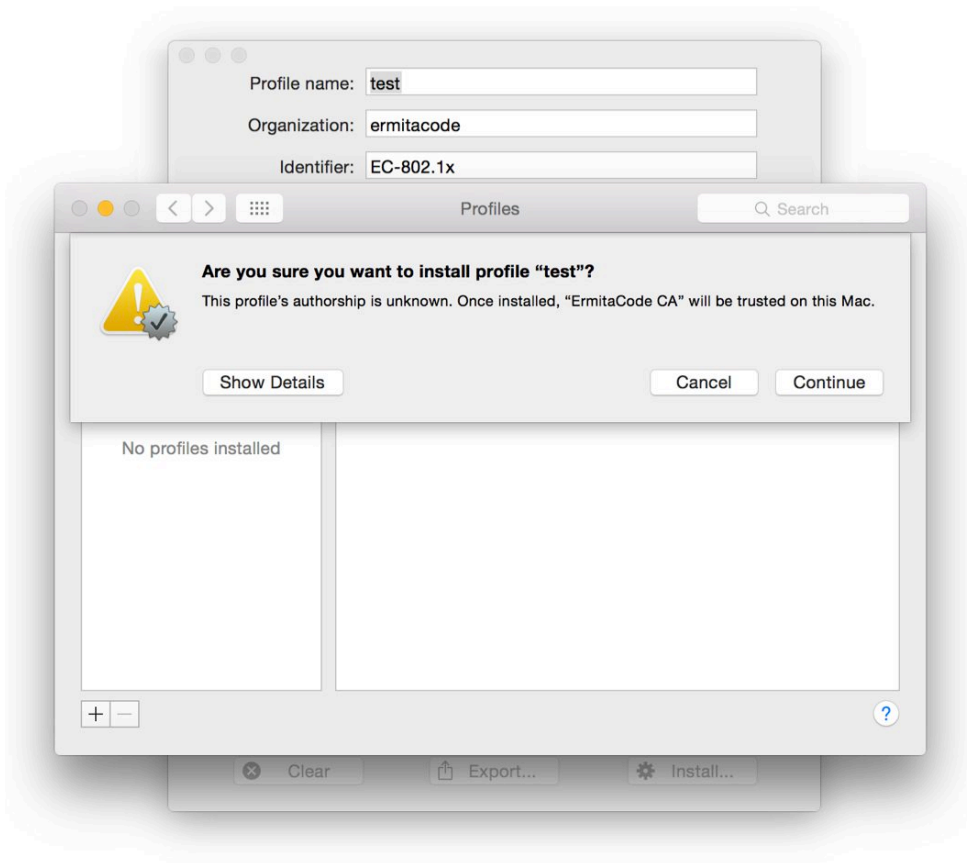 Profile name: test
Organization: ermitacode
Identifier: EC-802.1x
Profiles
Search
Are you sure you want to install profile “test”?
This profile’s authorship is unknown. Once installed, “ErmitaCode CA” will be trusted on this Mac.
Show Details Cancel Continue
No profiles installed
+ − ?
Clear Export... Install...